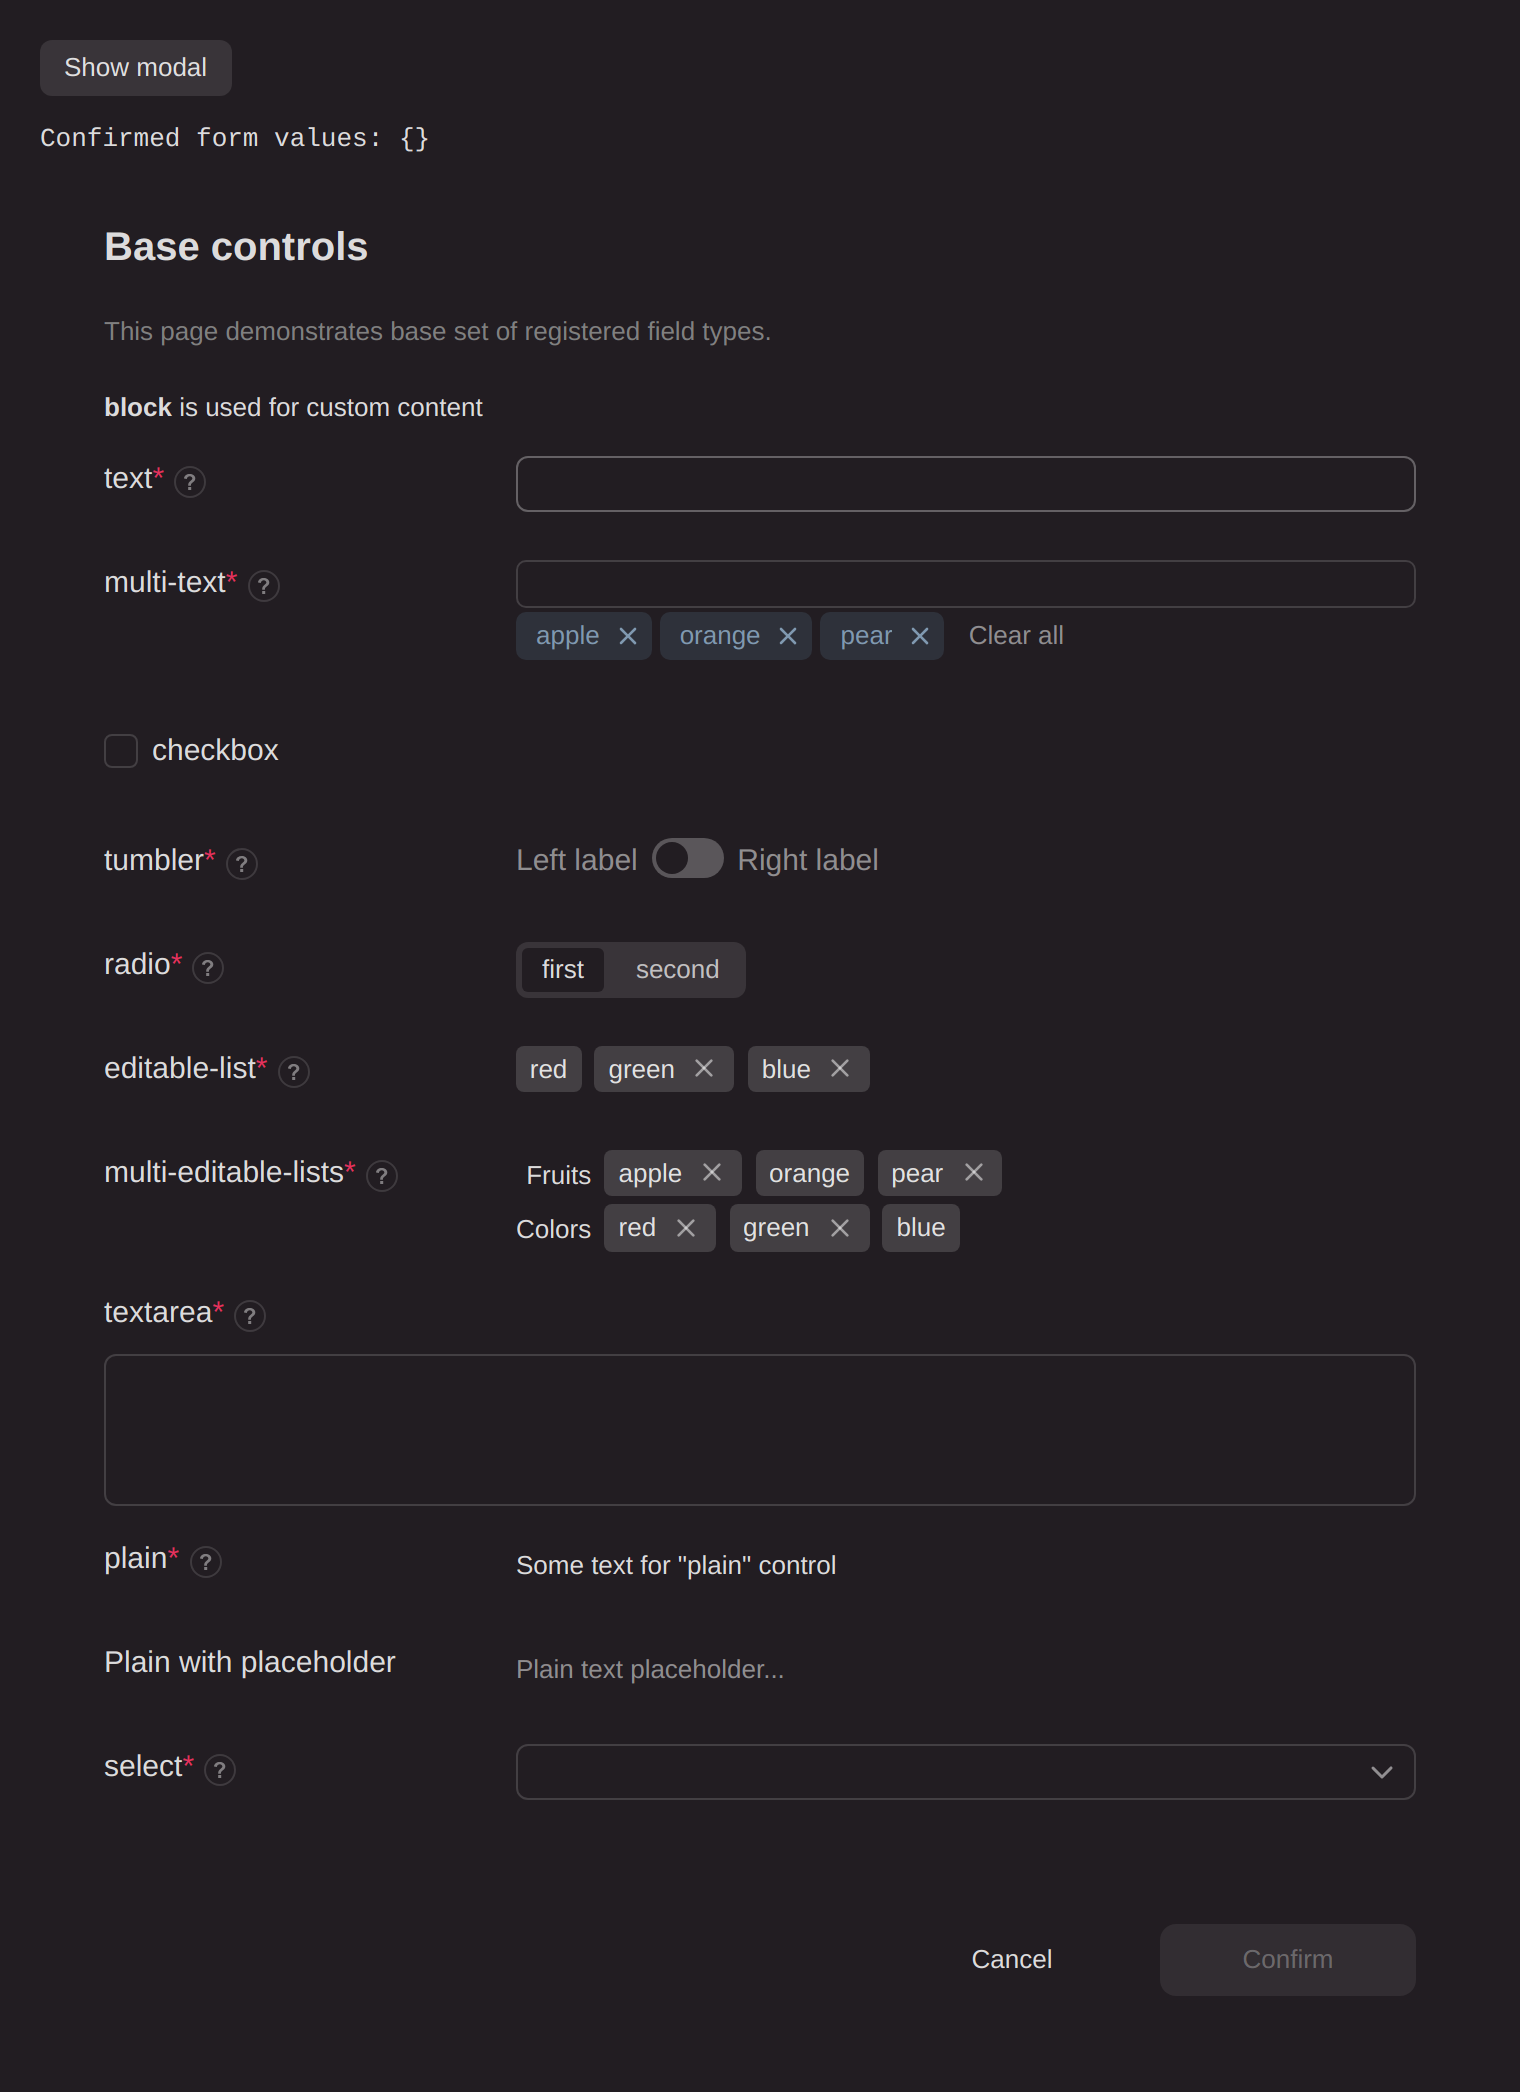 Show modal
Confirmed form values: {}
Base controls
This page demonstrates base set of registered field types.
block is used for custom content
text* ?
multi-text* ?
apple orange pear Clear all
checkbox
tumbler* ? Left label Right label
radio* ? first second
editable-list* ? red green blue
multi-editable-lists* ? Fruits apple orange pear
Colors red green blue
textarea* ?
plain* ? Some text for "plain" control
Plain with placeholder Plain text placeholder...
select* ?
Cancel Confirm